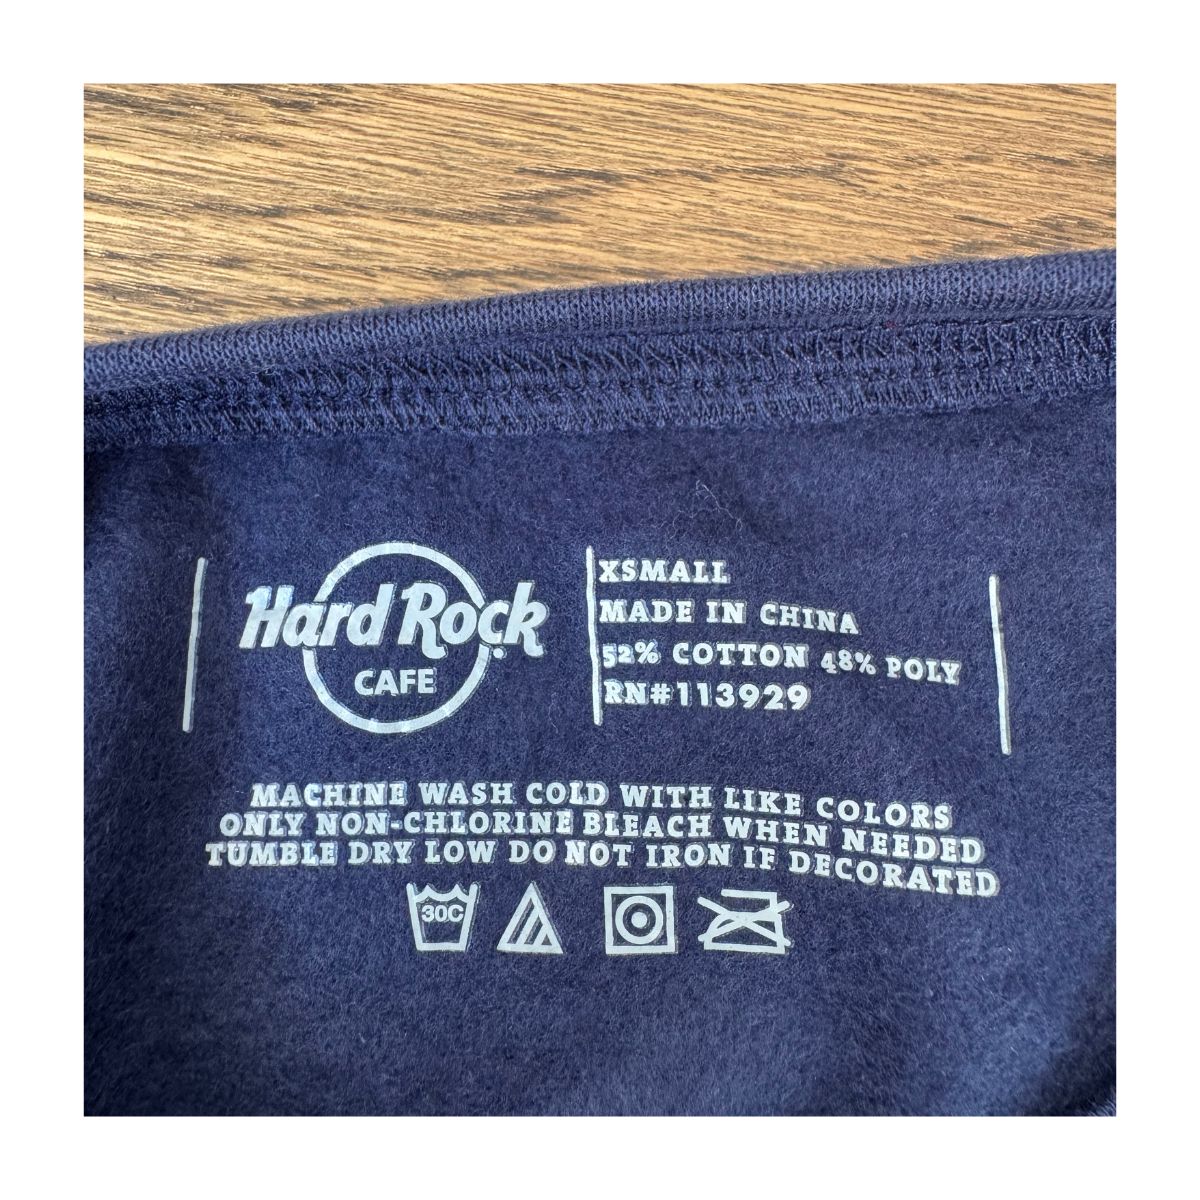 Hard Rock
CAFE
XSMALL
MADE IN CHINA
52% COTTON 48% POLY
RN#113929
MACHINE WASH COLD WITH LIKE COLORS
ONLY NON-CHLORINE BLEACH WHEN NEEDED
TUMBLE DRY LOW DO NOT IRON IF DECORATED
30C